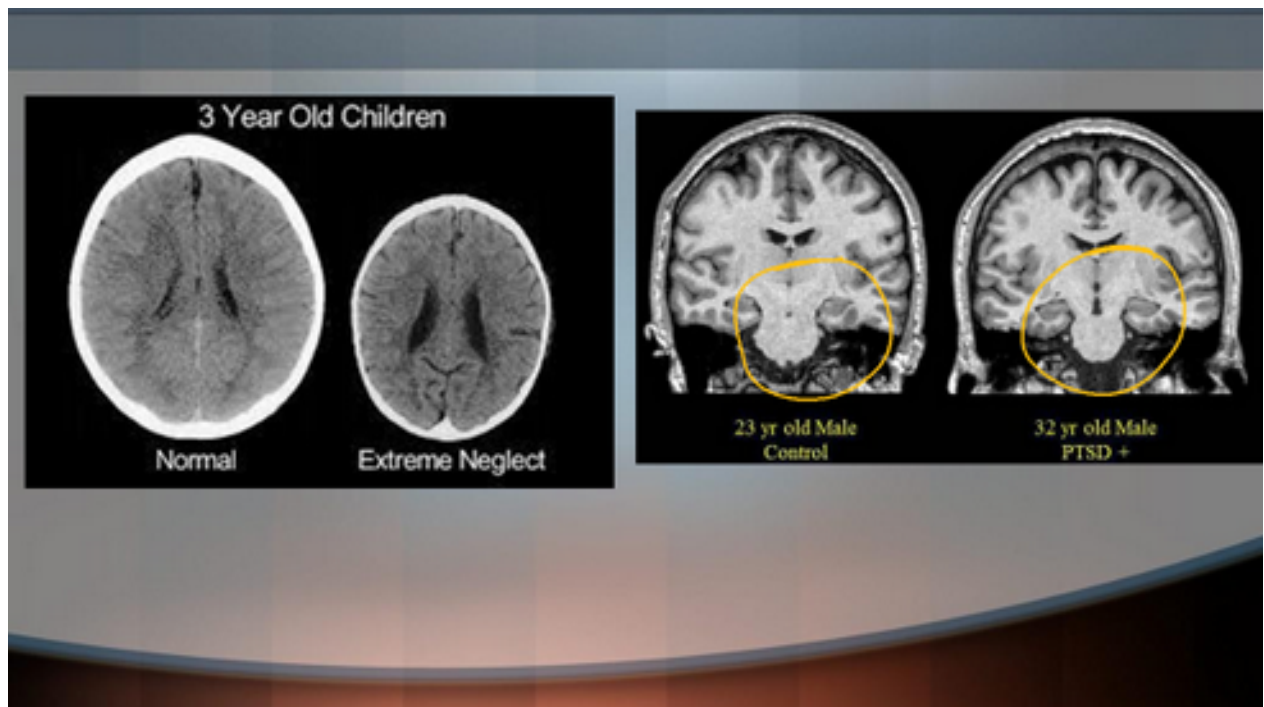 3 Year Old Children
Normal
Extreme Neglect
23 yr old Male
Control
32 yr old Male
PTSD +